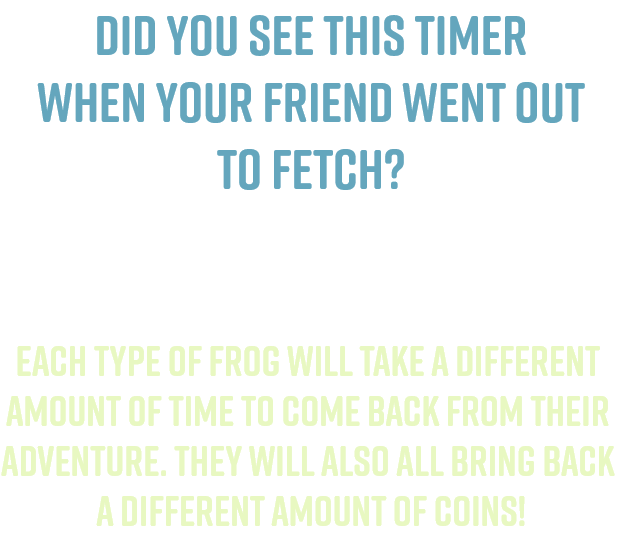 DID YOU SEE THIS TIMER
WHEN YOUR FRIEND WENT OUT
TO FETCH?
EACH TYPE OF FROG WILL TAKE A DIFFERENT
AMOUNT OF TIME TO COME BACK FROM THEIR
ADVENTURE. THEY WILL ALSO ALL BRING BACK
A DIFFERENT AMOUNT OF COINS!